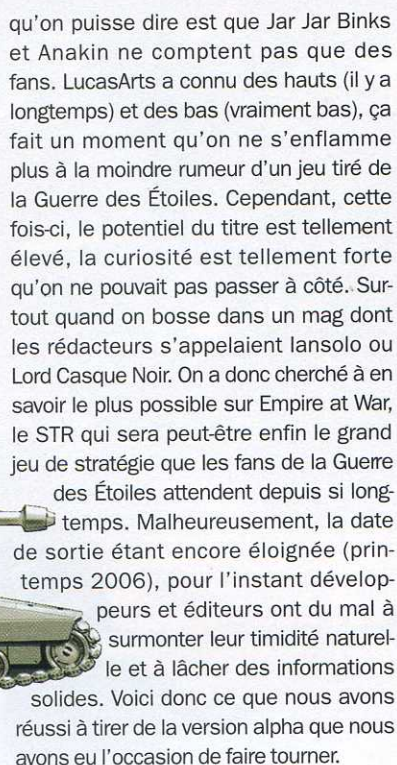 qu'on puisse dire est que Jar Jar Binks
et Anakin ne comptent pas que des
fans. LucasArts a connu des hauts (il y a
longtemps) et des bas (vraiment bas), ça
fait un moment qu'on ne s'enflamme
plus à la moindre rumeur d'un jeu tiré de
la Guerre des Étoiles. Cependant, cette
fois-ci, le potentiel du titre est tellement
élevé, la curiosité est tellement forte
qu'on ne pouvait pas passer à côté. Sur-
tout quand on bosse dans un mag dont
les rédacteurs s'appelaient Iansolo ou
Lord Casque Noir. On a donc cherché à en
savoir le plus possible sur Empire at War,
le STR qui sera peut-être enfin le grand
jeu de stratégie que les fans de la Guerre
des Étoiles attendent depuis si long-
temps. Malheureusement, la date
de sortie étant encore éloignée (prin-
temps 2006), pour l'instant dévelop-
peurs et éditeurs ont du mal à
surmonter leur timidité naturel-
le et à lâcher des informations
solides. Voici donc ce que nous avons
réussi à tirer de la version alpha que nous
avons eu l'occasion de faire tourner.